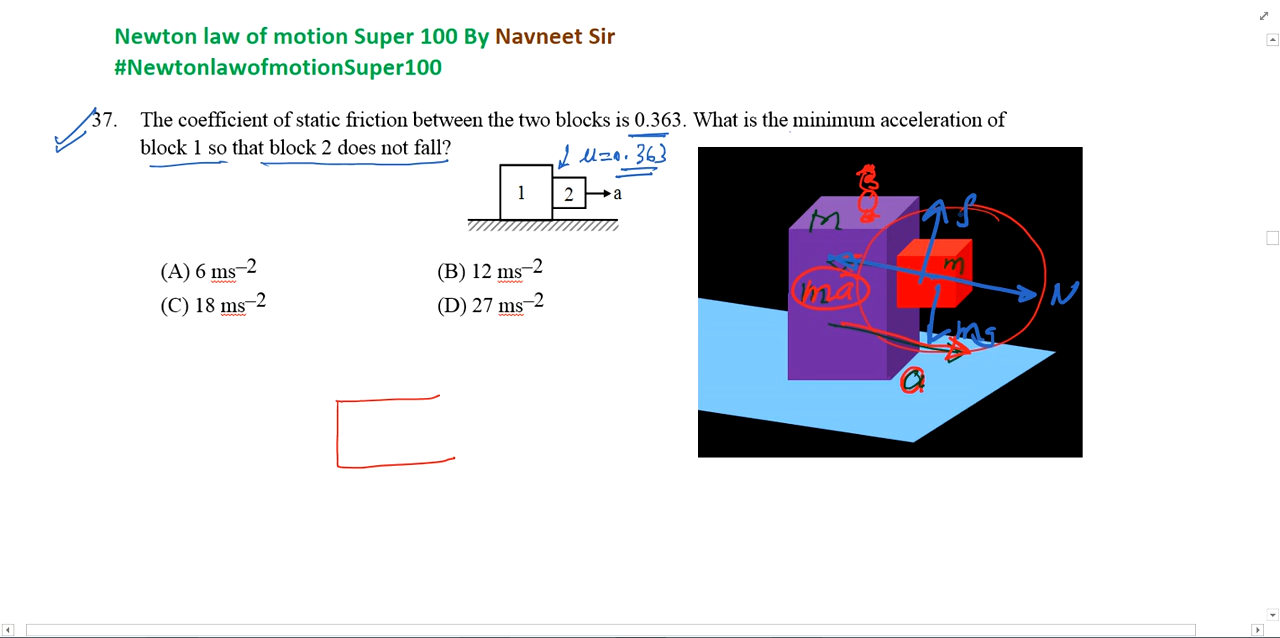 Newton law of motion Super 100 By Navneet Sir
#NewtonlawofmotionSuper100
37. The coefficient of static friction between the two blocks is 0.363. What is the minimum acceleration of
block 1 so that block 2 does not fall?
μ=0.363
1
2
a
(A) 6 ms−2
(B) 12 ms−2
(C) 18 ms−2
(D) 27 ms−2
m
f
m
ma
N
mg
a